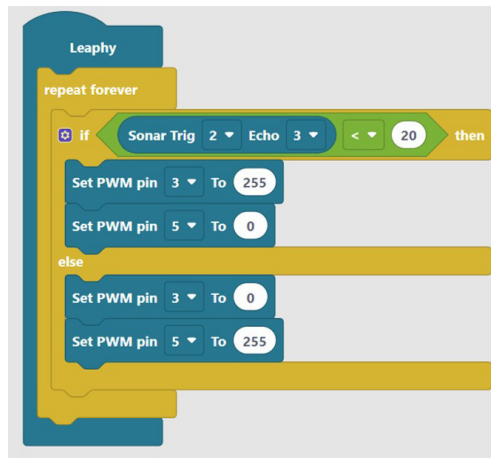 Leaphy
repeat forever
if Sonar Trig 2 Echo 3 < 20 then
Set PWM pin 3 To 255
Set PWM pin 5 To 0
else
Set PWM pin 3 To 0
Set PWM pin 5 To 255